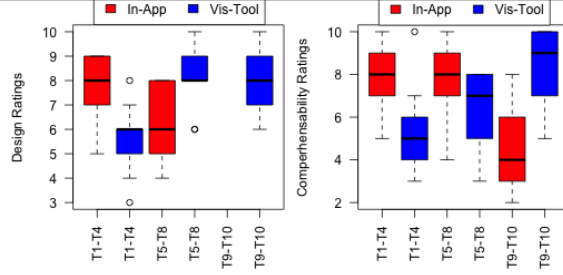 In-App Vis-Tool
Design Ratings
10
9
8
7
6
5
4
3
T1-T4
T1-T4
T5-T8
T5-T8
T9-T10
T9-T10
In-App Vis-Tool
Comperhensability Ratings
10
8
6
4
2
T1-T4
T1-T4
T5-T8
T5-T8
T9-T10
T9-T10